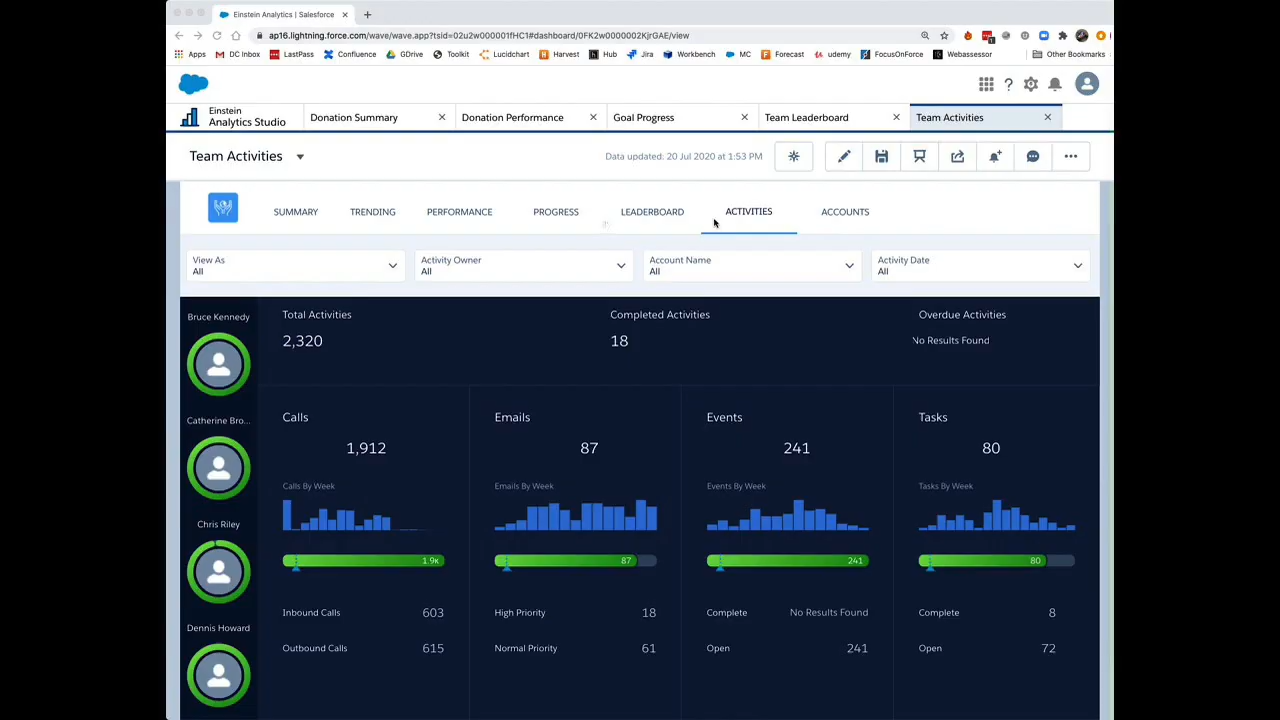 Einstein Analytics | Salesforce
ap16.lightning.force.com/wave/wave.app?tsid=02u2w000001fHC1#dashboard/0FK2w0000002KjrGAE/view
Apps DC Inbox LastPass Confluence GDrive Toolkit Lucidchart Harvest Hub Jira Workbench MC Forecast udemy FocusOnForce Webassessor Other Bookmarks
Einstein
Analytics Studio
Donation Summary Donation Performance Goal Progress Team Leaderboard Team Activities
Team Activities Data updated: 20 Jul 2020 at 1:53 PM
SUMMARY TRENDING PERFORMANCE PROGRESS LEADERBOARD ACTIVITIES ACCOUNTS
View As Activity Owner Account Name Activity Date
All All All All
Bruce Kennedy Total Activities Completed Activities Overdue Activities
2,320 18 No Results Found
Catherine Bro... Calls Emails Events Tasks
1,912 87 241 80
Calls By Week Emails By Week Events By Week Tasks By Week
Chris Riley
1.9K 87 241 80
Inbound Calls 603 High Priority 18 Complete No Results Found Complete 8
Dennis Howard
Outbound Calls 615 Normal Priority 61 Open 241 Open 72